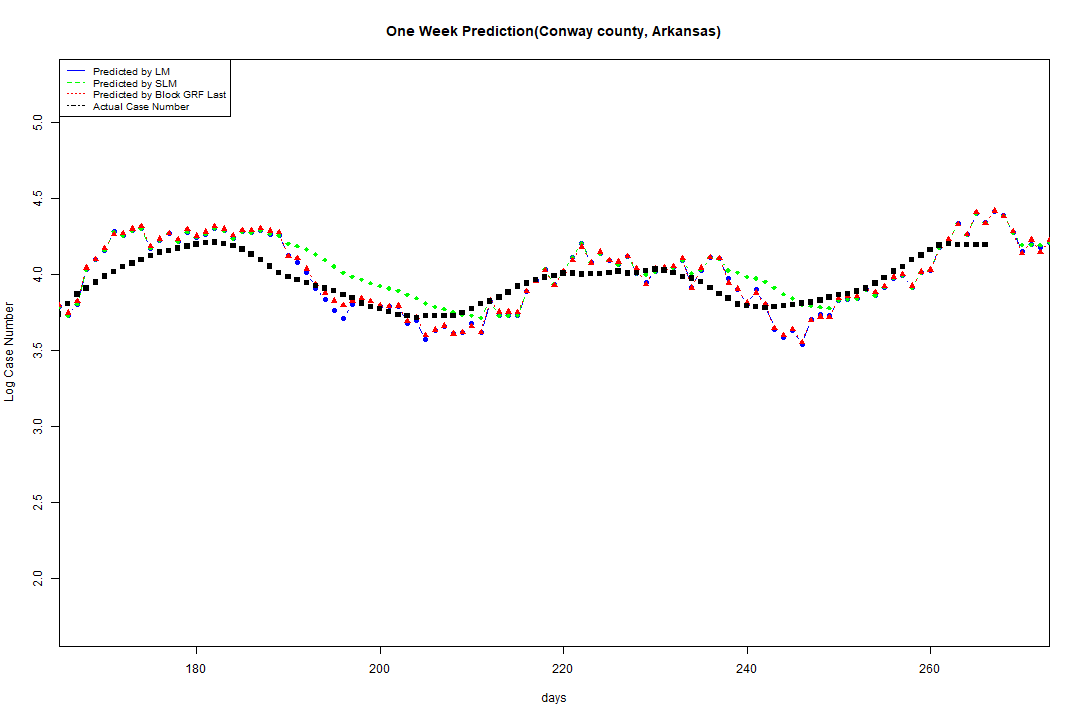 One Week Prediction(Conway county, Arkansas)
Predicted by LM
Predicted by SLM
Predicted by Block GRF Last
Actual Case Number
5.0
4.5
4.0
3.5
3.0
2.5
2.0
Log Case Number
180 200 220 240 260
days